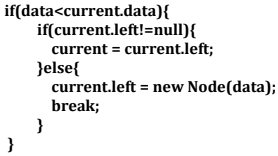 if(data<current.data){
if(current.left!=null){
current = current.left;
}else{
current.left = new Node(data);
break;
}
}